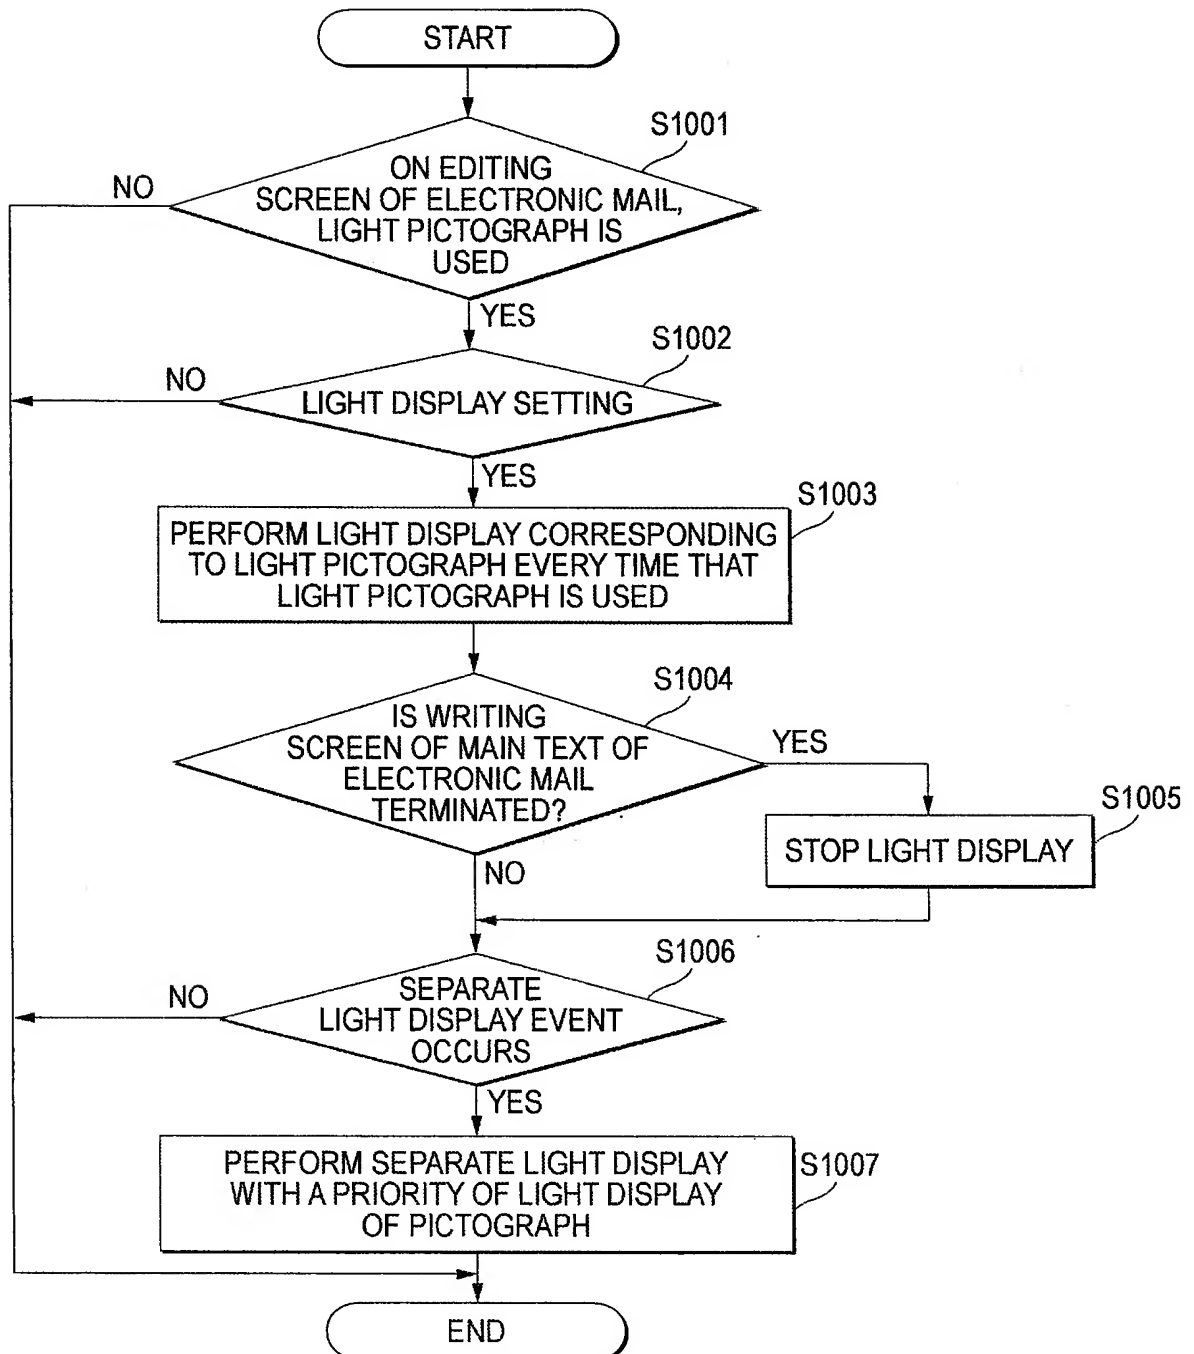 START
S1001
ON EDITING
SCREEN OF ELECTRONIC MAIL,
LIGHT PICTOGRAPH IS
USED
NO
YES
S1002
NO
LIGHT DISPLAY SETTING
YES
S1003
PERFORM LIGHT DISPLAY CORRESPONDING
TO LIGHT PICTOGRAPH EVERY TIME THAT
LIGHT PICTOGRAPH IS USED
S1004
IS WRITING
SCREEN OF MAIN TEXT OF
ELECTRONIC MAIL
TERMINATED?
YES
S1005
STOP LIGHT DISPLAY
NO
S1006
NO
SEPARATE
LIGHT DISPLAY EVENT
OCCURS
YES
S1007
PERFORM SEPARATE LIGHT DISPLAY
WITH A PRIORITY OF LIGHT DISPLAY
OF PICTOGRAPH
END